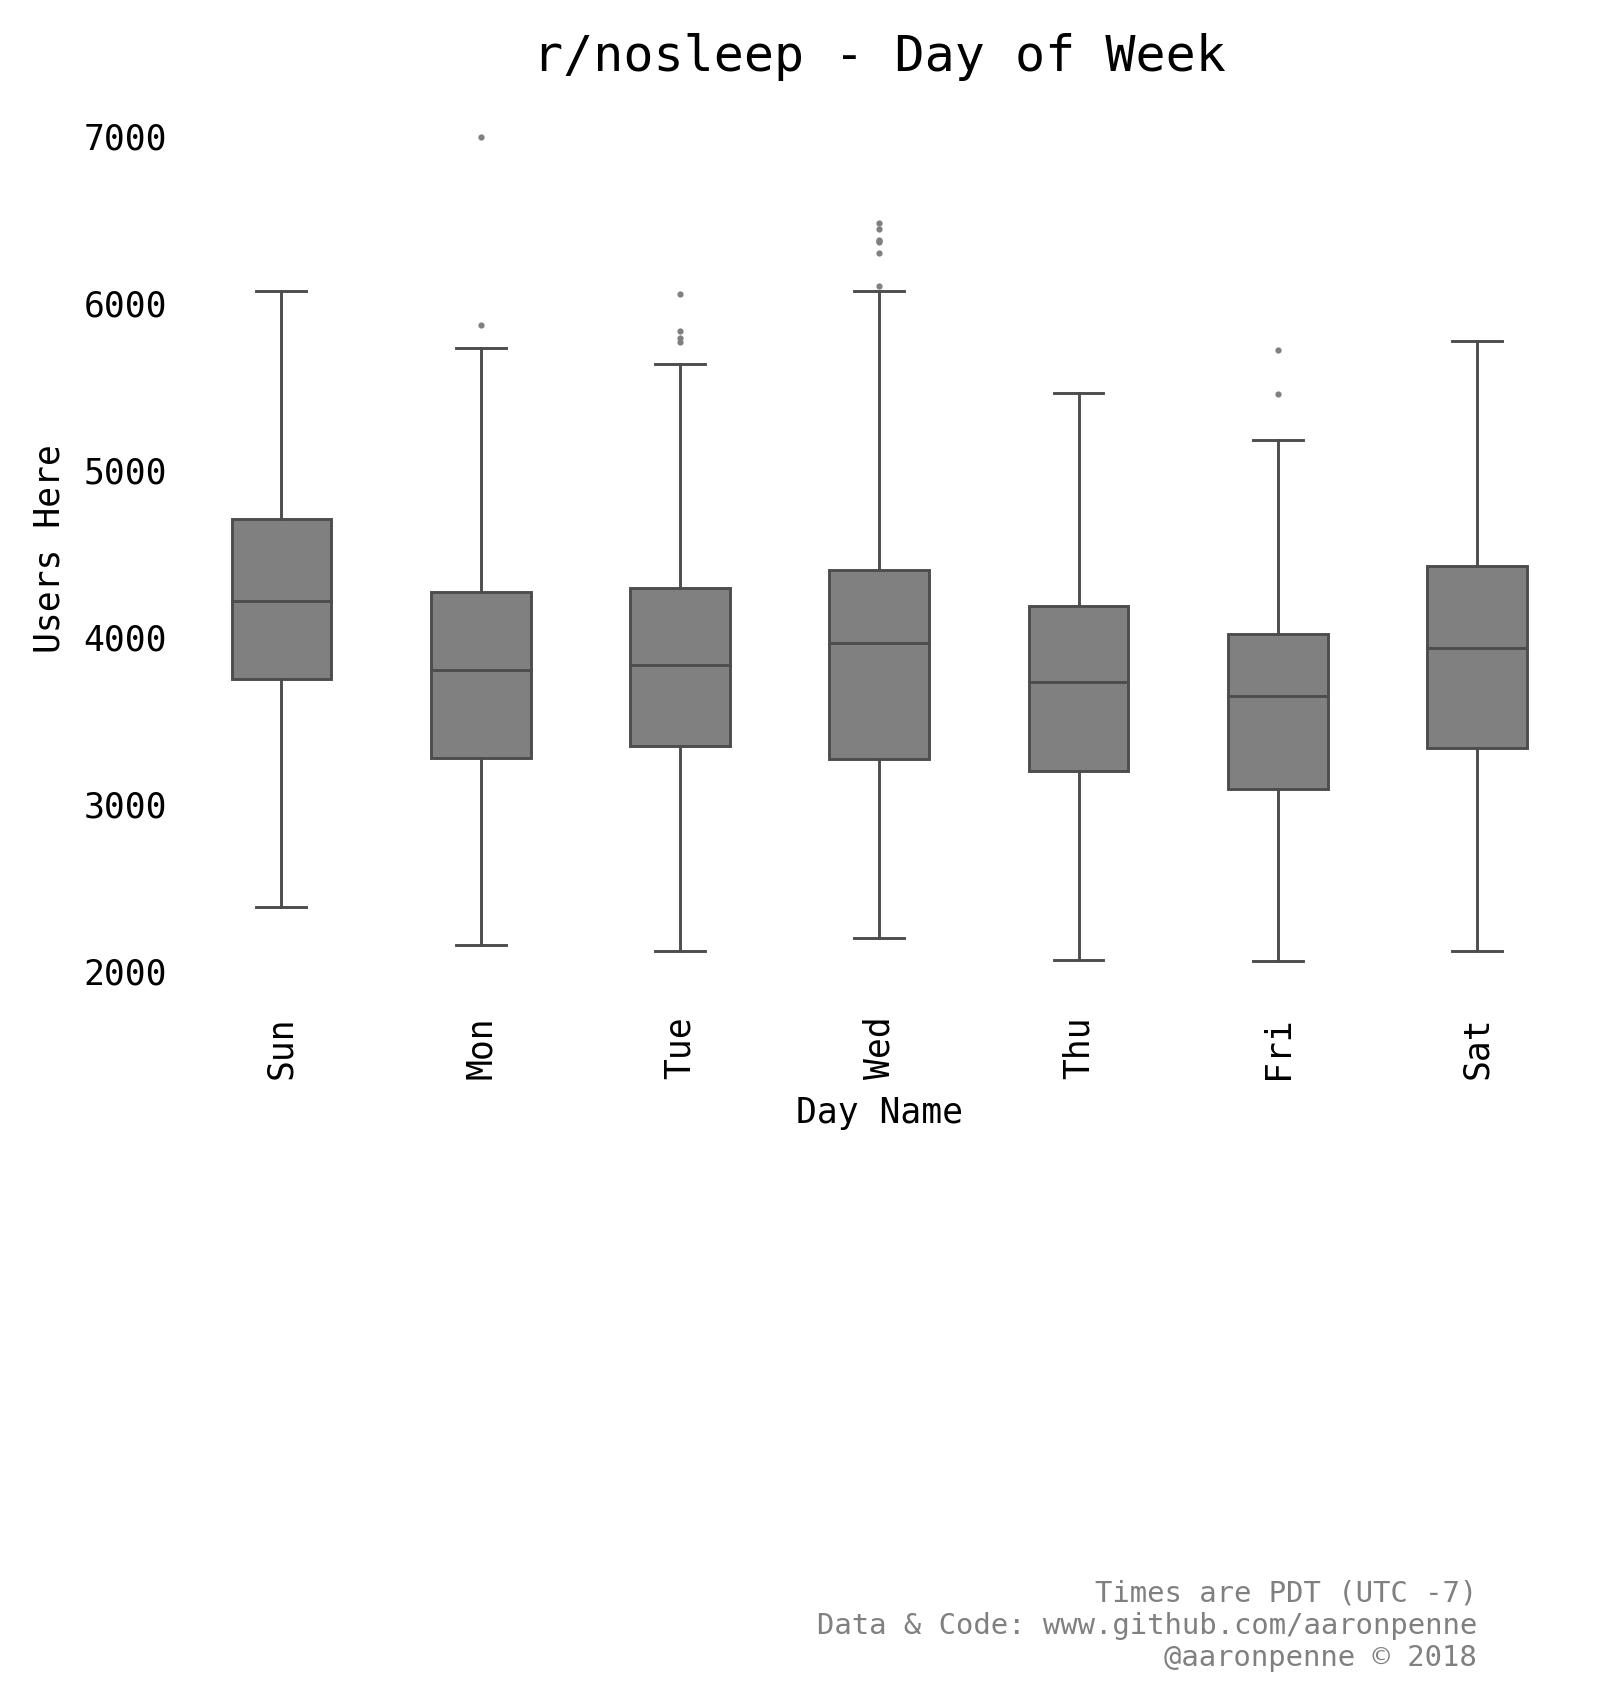 r/nosleep - Day of Week
7000
6000
5000
4000
3000
2000
Users Here
Sun
Mon
Tue
Wed
Thu
Fri
Sat
Day Name
Times are PDT (UTC -7)
Data & Code: www.github.com/aaronpenne
@aaronpenne © 2018